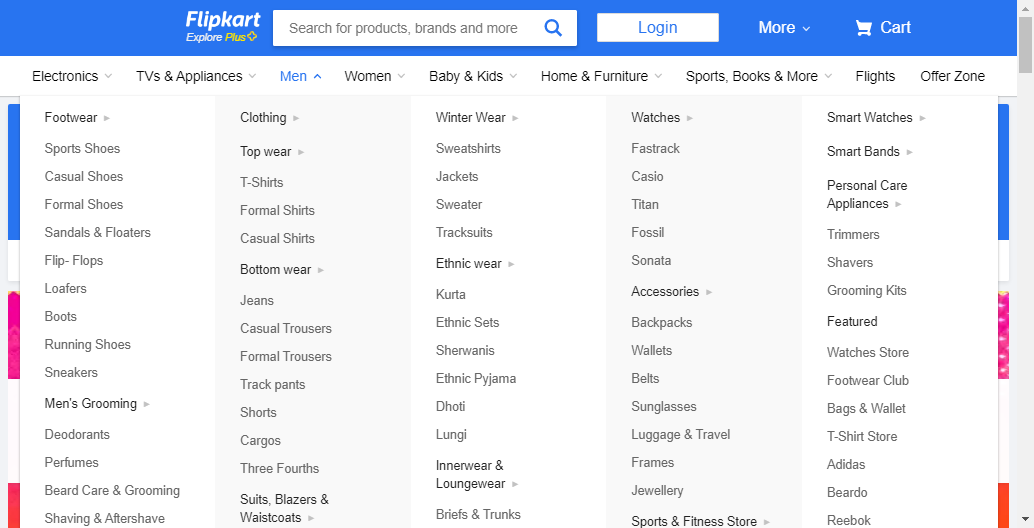 Flipkart
Explore Plus
Search for products, brands and more
Login
More
Cart
Electronics
TVs & Appliances
Men
Women
Baby & Kids
Home & Furniture
Sports, Books & More
Flights
Offer Zone
Footwear
Sports Shoes
Casual Shoes
Formal Shoes
Sandals & Floaters
Flip- Flops
Loafers
Boots
Running Shoes
Sneakers
Men's Grooming
Deodorants
Perfumes
Beard Care & Grooming
Shaving & Aftershave
Clothing
Top wear
T-Shirts
Formal Shirts
Casual Shirts
Bottom wear
Jeans
Casual Trousers
Formal Trousers
Track pants
Shorts
Cargos
Three Fourths
Suits, Blazers &
Waistcoats
Winter Wear
Sweatshirts
Jackets
Sweater
Tracksuits
Ethnic wear
Kurta
Ethnic Sets
Sherwanis
Ethnic Pyjama
Dhoti
Lungi
Innerwear &
Loungewear
Briefs & Trunks
Watches
Fastrack
Casio
Titan
Fossil
Sonata
Accessories
Backpacks
Wallets
Belts
Sunglasses
Luggage & Travel
Frames
Jewellery
Sports & Fitness Store
Smart Watches
Smart Bands
Personal Care
Appliances
Trimmers
Shavers
Grooming Kits
Featured
Watches Store
Footwear Club
Bags & Wallet
T-Shirt Store
Adidas
Beardo
Reebok